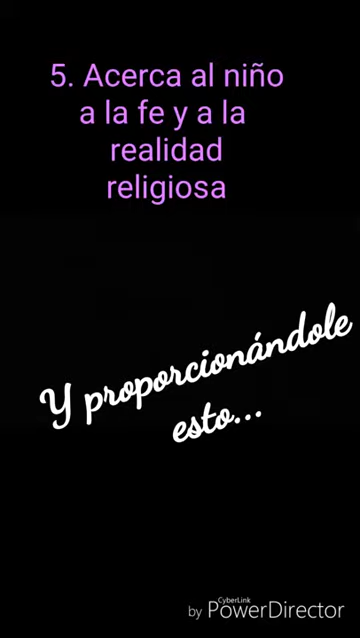 5. Acerca al niño
a la fe y a la
realidad
religiosa
Y proporcionándole
esto...
CyberLink
by PowerDirector